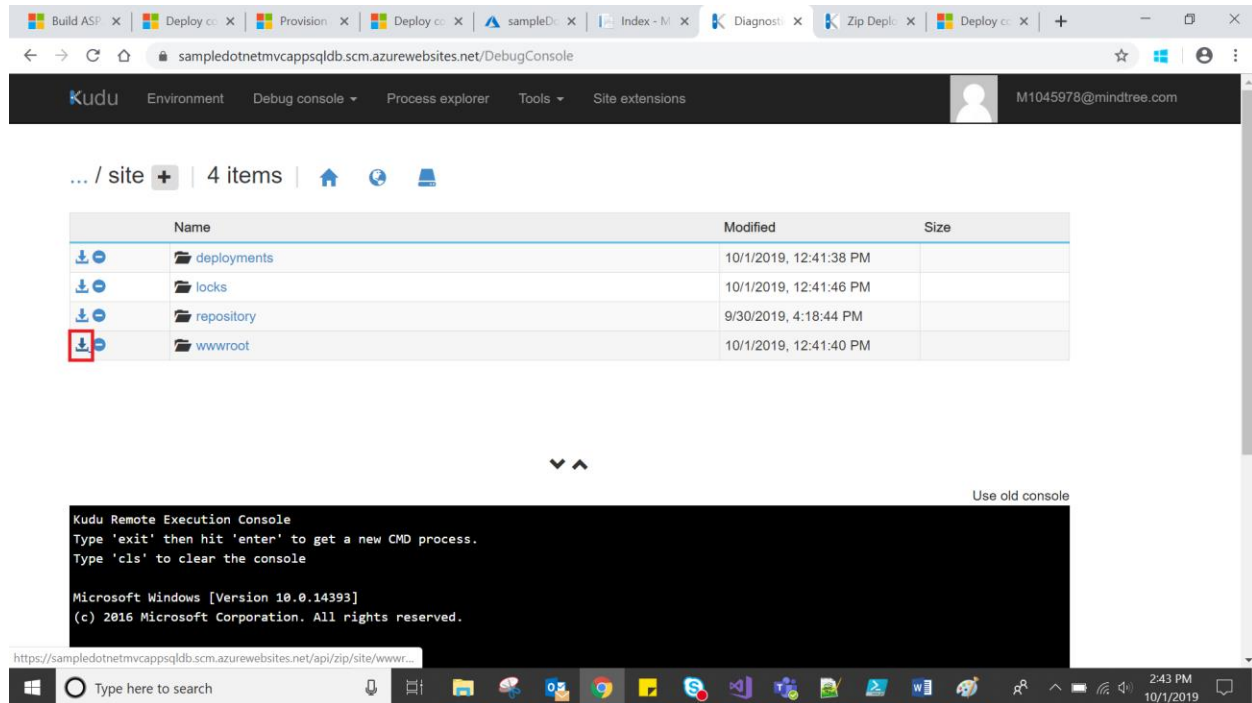 Build ASP. Deploy co Provision Deploy co sampleDo Index - M Diagnosti Zip Deplo Deploy co
sampledotnetmvcappsqldb.scm.azurewebsites.net/DebugConsole
Kudu Environment Debug console Process explorer Tools Site extensions M1045978@mindtree.com
... / site + | 4 items |
Name Modified Size
deployments 10/1/2019, 12:41:38 PM
locks 10/1/2019, 12:41:46 PM
repository 9/30/2019, 4:18:44 PM
wwwroot 10/1/2019, 12:41:40 PM
Use old console
Kudu Remote Execution Console
Type 'exit' then hit 'enter' to get a new CMD process.
Type 'cls' to clear the console
Microsoft Windows [Version 10.0.14393]
(c) 2016 Microsoft Corporation. All rights reserved.
https://sampledotnetmvcappsqldb.scm.azurewebsites.net/api/zip/site/wwwr...
Type here to search 2:43 PM
10/1/2019